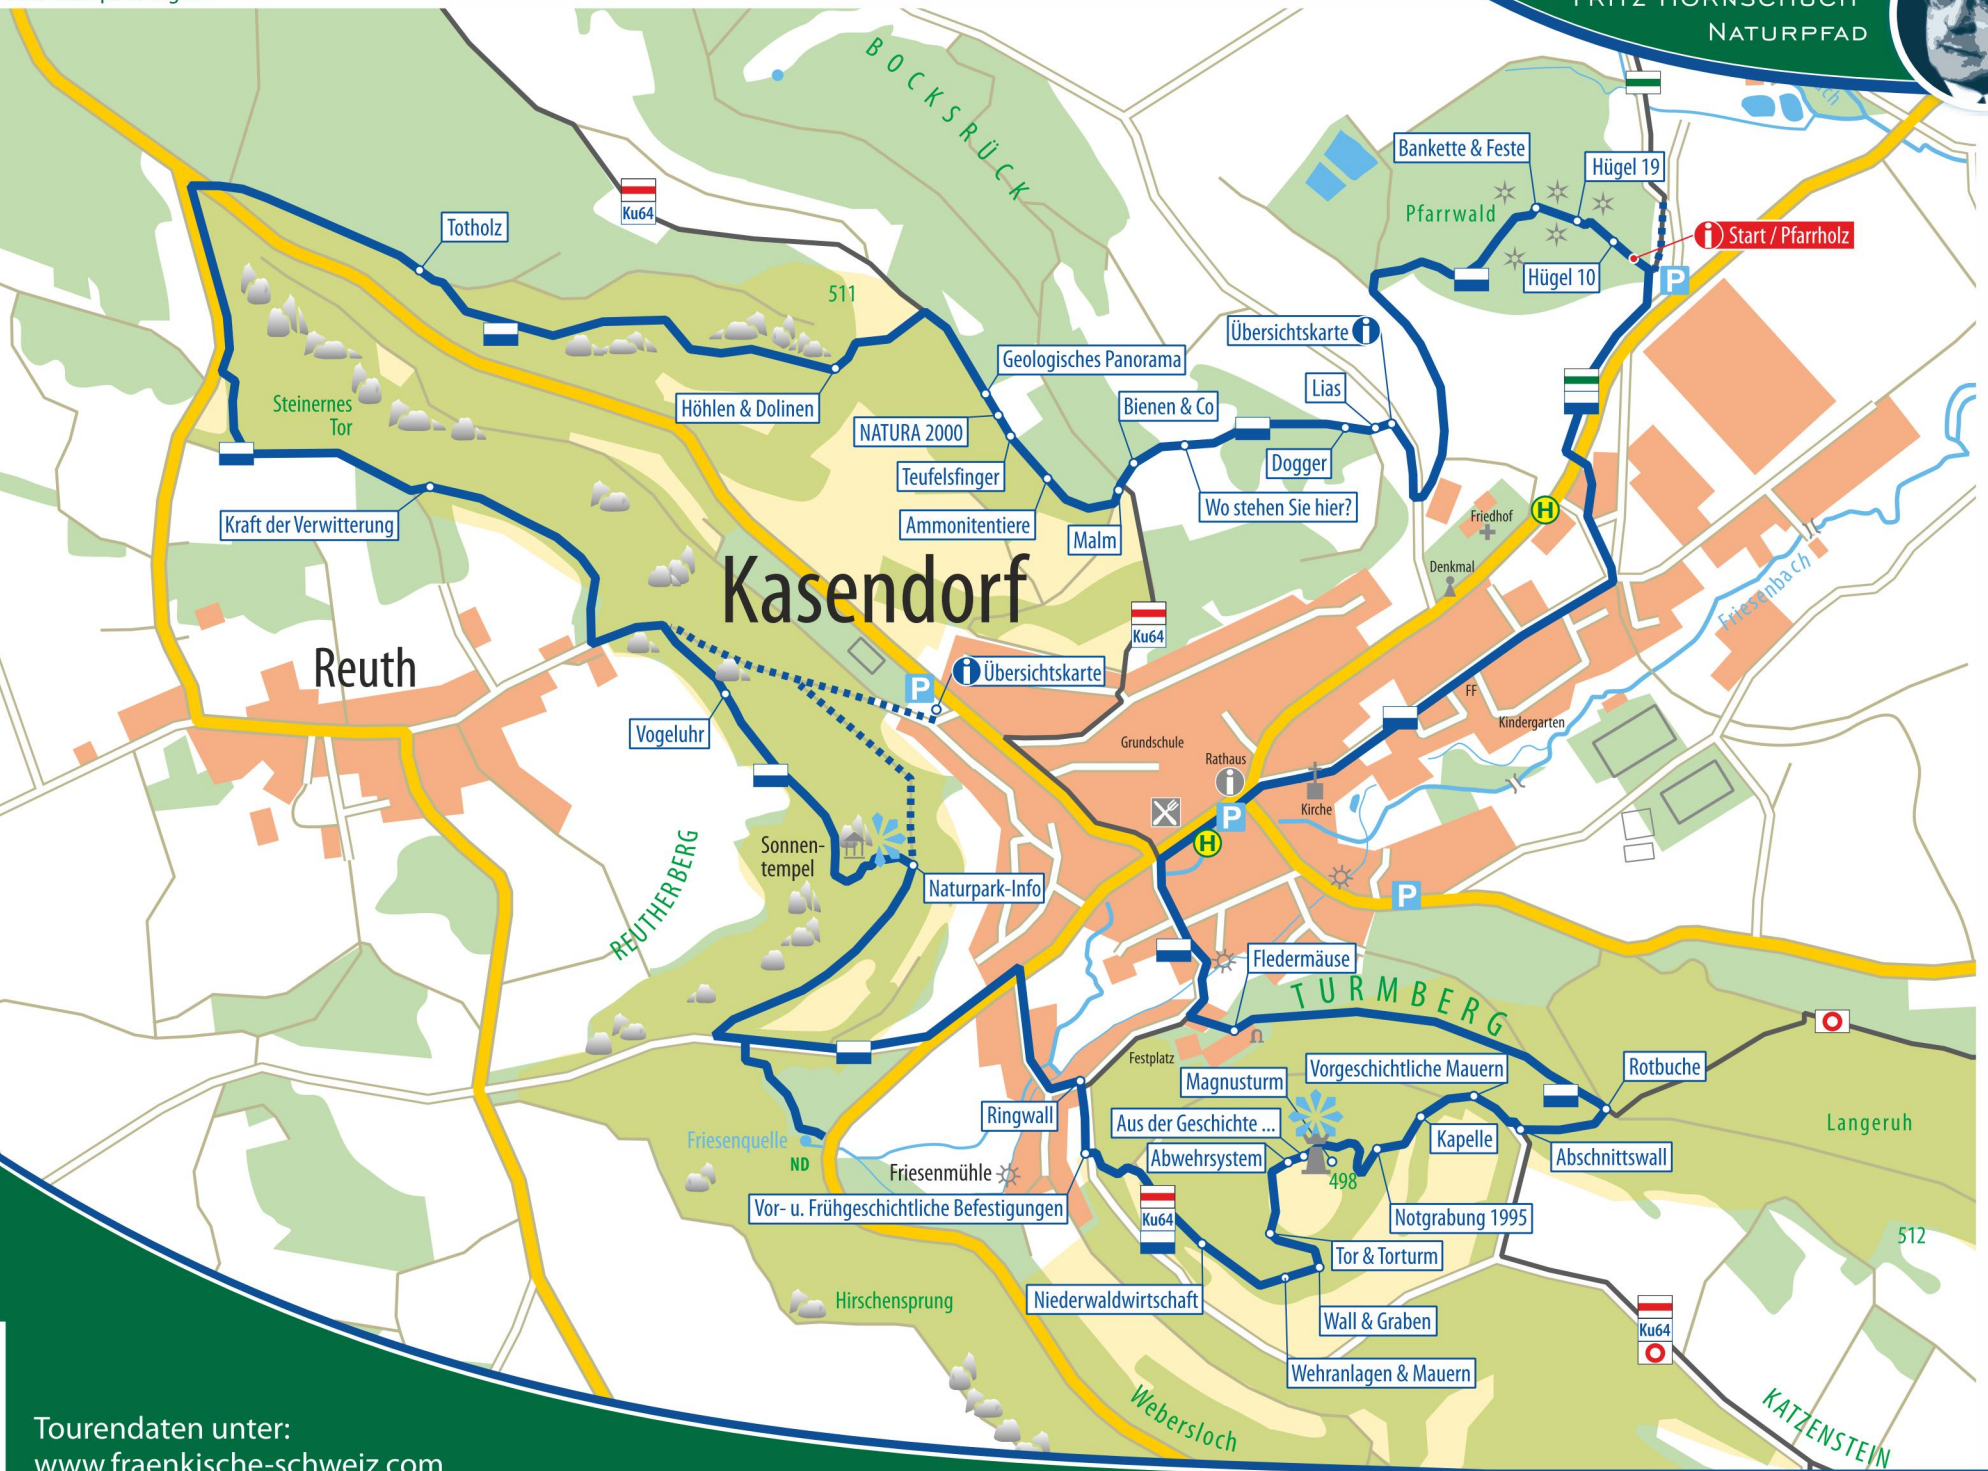 FRITZ HORNSCHUCH
NATURPFAD
BOCKSRÜCK
Bankette & Feste
Hügel 19
Ku64
Pfarrwald
Totholz
i Start / Pfarrholz
Hügel 10
P
511
Übersichtskarte i
Geologisches Panorama
Lias
Steinernes
Tor
Höhlen & Dolinen
Bienen & Co
NATURA 2000
Dogger
Teufelsfinger
Wo stehen Sie hier?
Kraft der Verwitterung
Ammonitentiere
Malm
Friedhof
H
Denkmal
Kasendorf
Friesenbach
Ku64
Reuth
i Übersichtskarte
P
FF
Kindergarten
Vogeluhr
Grundschule
Rathaus
i
Kirche
P
H
REUTHERBERG
Sonnen-
tempel
Naturpark-Info
P
Fledermäuse
TURMBERG
Festplatz
Vorgeschichtliche Mauern
Rotbuche
Magnusturm
Ringwall
Aus der Geschichte ...
Langeruh
Friesenquelle
ND
Kapelle
Abwehrsystem
Abschnittswall
Friesenmühle
498
Vor- u. Frühgeschichtliche Befestigungen
Ku64
Notgrabung 1995
512
Tor & Torturm
Hirschensprung
Niederwaldwirtschaft
Wall & Graben
Ku64
Wehranlagen & Mauern
Webersloch
KATZENSTEIN
Tourendaten unter:
www.fraenkische-schweiz.com